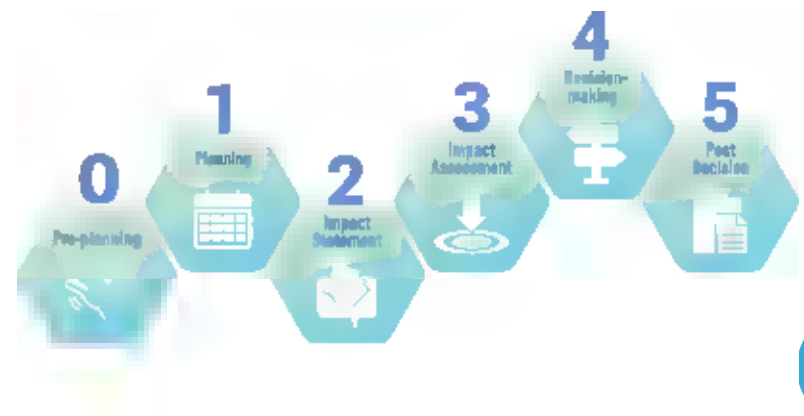 0
Pre-planning
1
Planning
2
Impact
Statement
3
Impact
Assessment
4
Decision-
making
5
Post
Decision